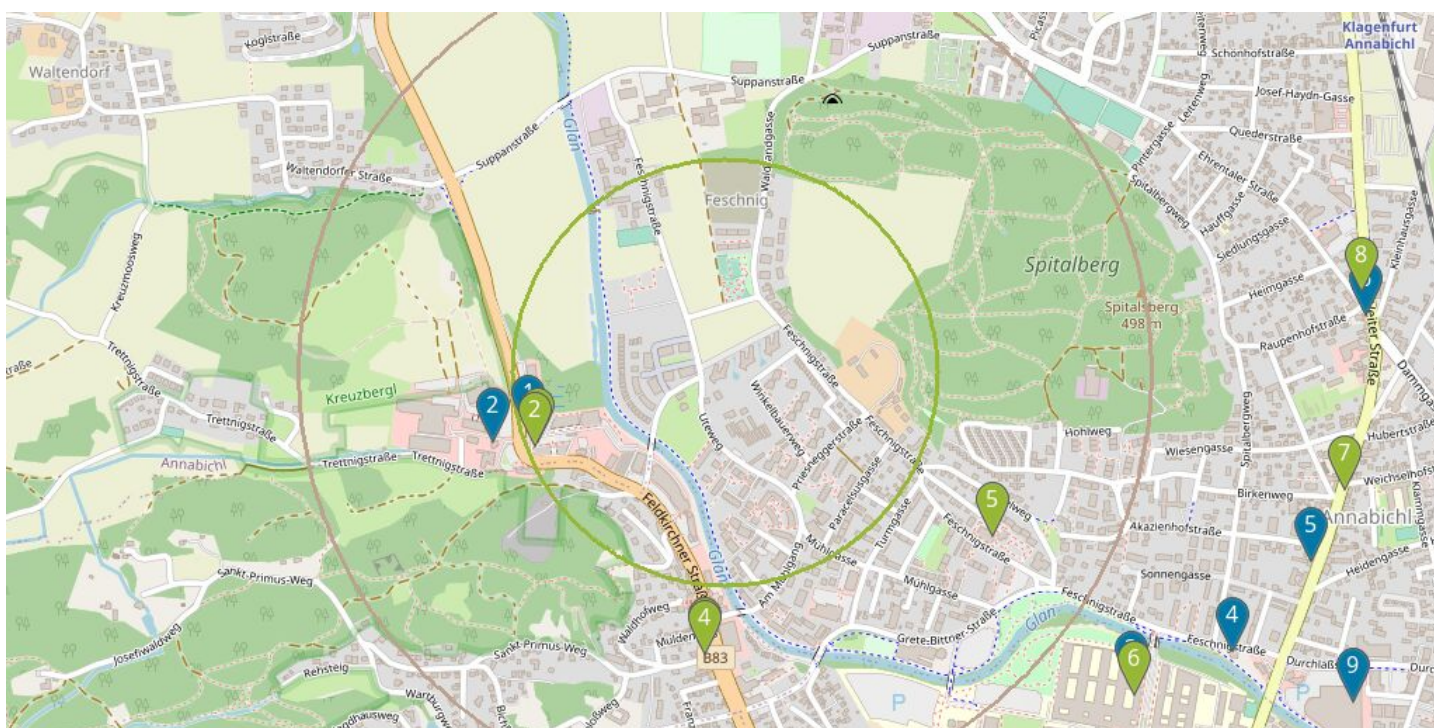 Koglstraße
Waltendorf
Waltendorfer Straße
Kreuzmoosweg
Suppanstraße
Glan
Suppanstraße
Suppanstraße
Feschnigstraße
Waidmandgasse
Feschnig
Leitenweg
Schönhofstraße
Josef-Haydn-Gasse
Quederstraße
Klagenfurt
Annabichl
Pintergasse
Spitalbergweg
Ehrentaler Straße
Hauffgasse
Siedlungsgasse
Heimgasse
Raupenhofstraße
Kleinhausgasse
Spitalberg
Spitalsberg
498 m
8
Kreuzbergl
Trettnigstraße
Trettnigstraße
Annabichl
Trettnigstraße
Trettnigstraße
2
1
2
Feschnigstraße
Feschnigstraße
Uteweg
Winkelbauerweg
Priesneggerstraße
Paracelsusgasse
Turmgasse
Hohlweg
Wiesengasse
Spitalbergweg
Hubertusstraße
7
Birkenweg
Annabichl
Akazienhofstraße
5
5
Feschnigstraße
Sonnengasse
Heidengasse
Mühlgasse
Mühlgasse
Am Mühlgang
Feldkirchner Straße
Glan
Sankt-Primus-Weg
Josefiwaldweg
Rehsteig
Sankt-Primus-Weg
Waldhofweg
4
B83
Grete-Bittner-Straße
Glan
Feschnigstraße
Feschnigstraße
4
6
9
P
P